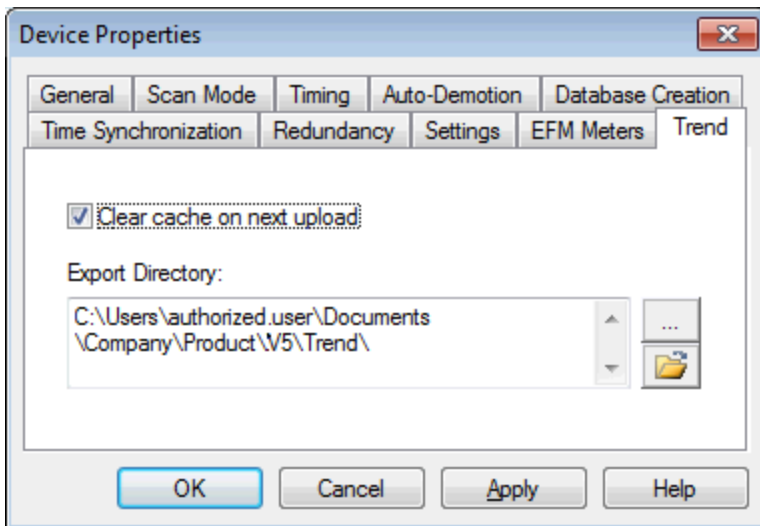 Device Properties
General Scan Mode Timing Auto-Demotion Database Creation
Time Synchronization Redundancy Settings EFM Meters Trend
Clear cache on next upload
Export Directory:
C:\Users\authorized.user\Documents
\Company\Product\V5\Trend\
...
OK Cancel Apply Help